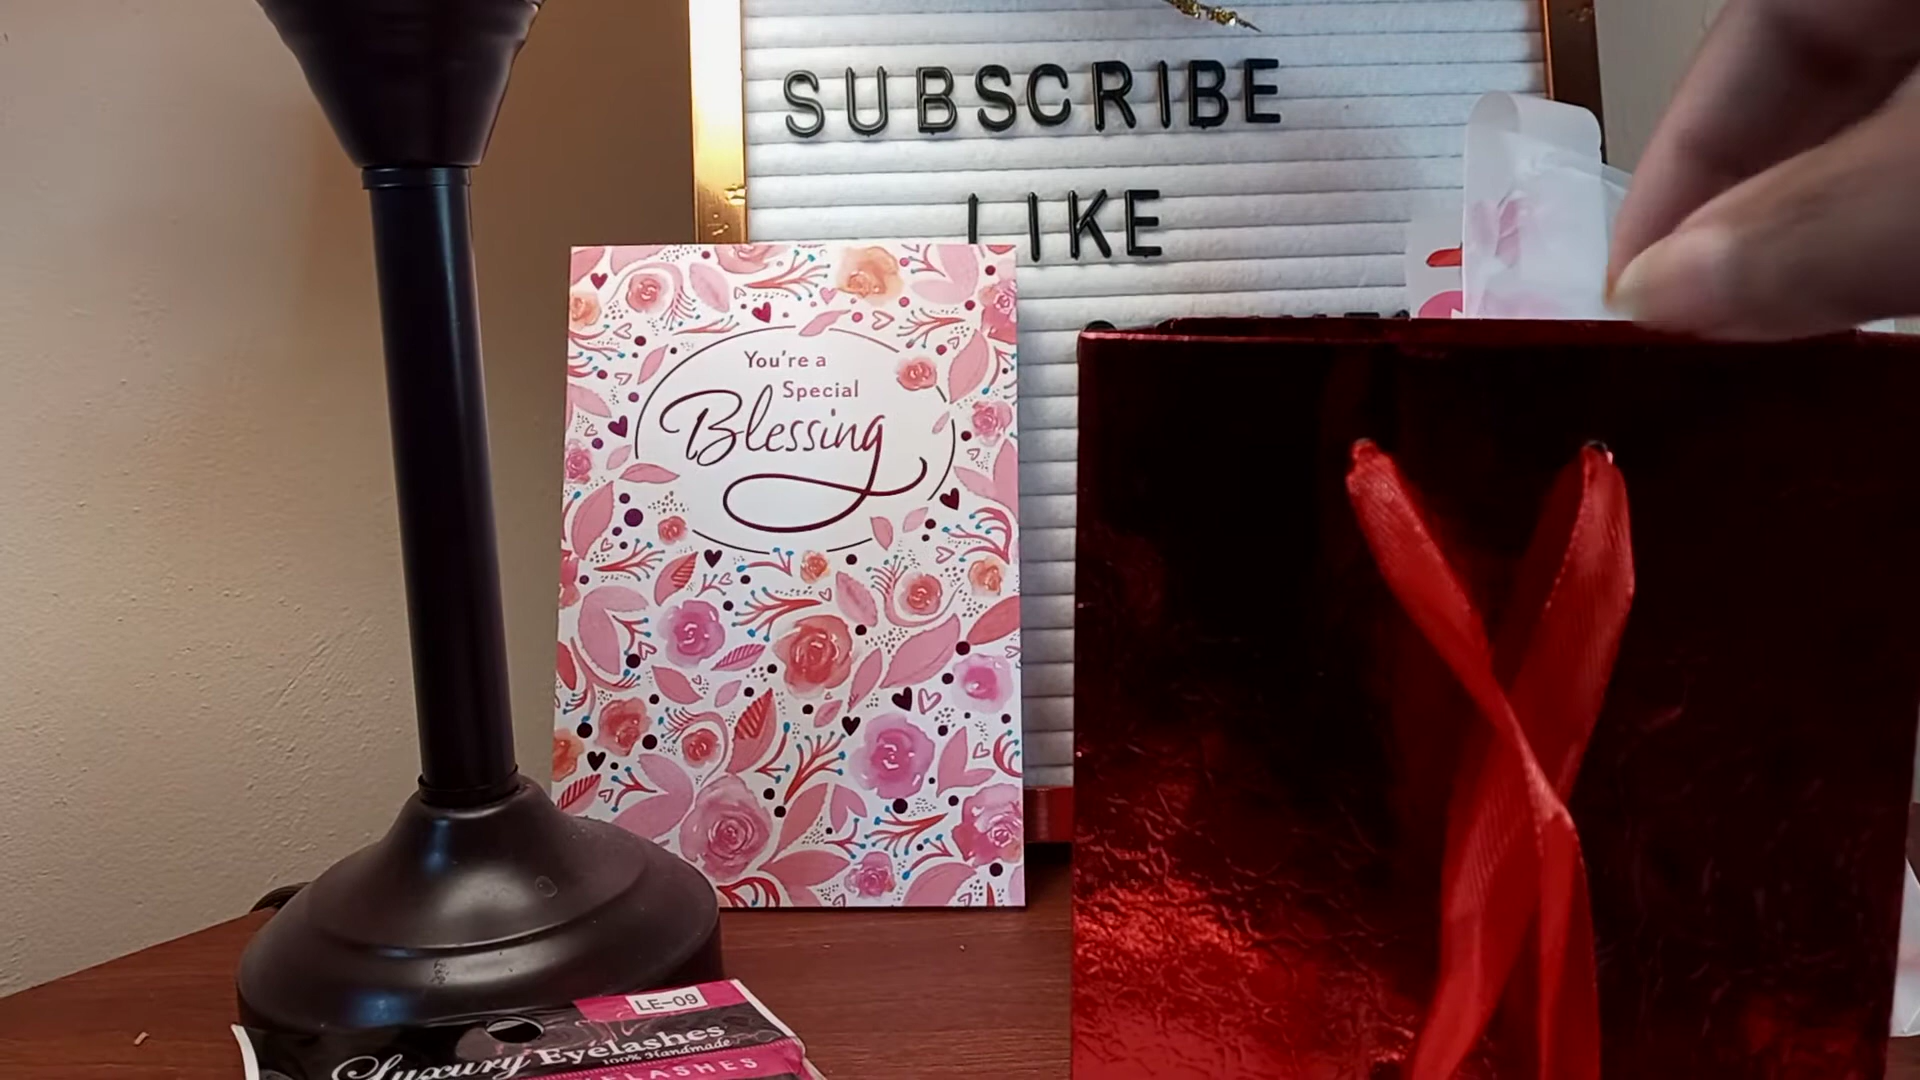 SUBSCRIBE
LIKE
You're a
Special
Blessing
LE-09
Luxury Eyelashes
100% Handmade